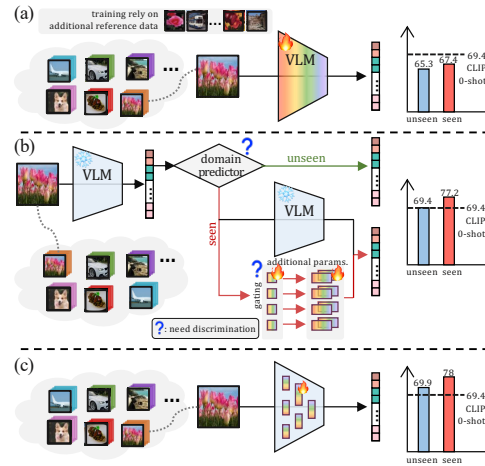 (a)
training rely on
additional reference data
...
...
VLM
65.3
67.4
69.4
CLIP
0-shot
unseen seen
(b)
VLM
domain
predictor
?
unseen
seen
VLM
...
additional params.
?
gating
?: need discrimination
69.4
77.2
69.4
CLIP
0-shot
unseen seen
(c)
...
69.9
78
69.4
CLIP
0-shot
unseen seen